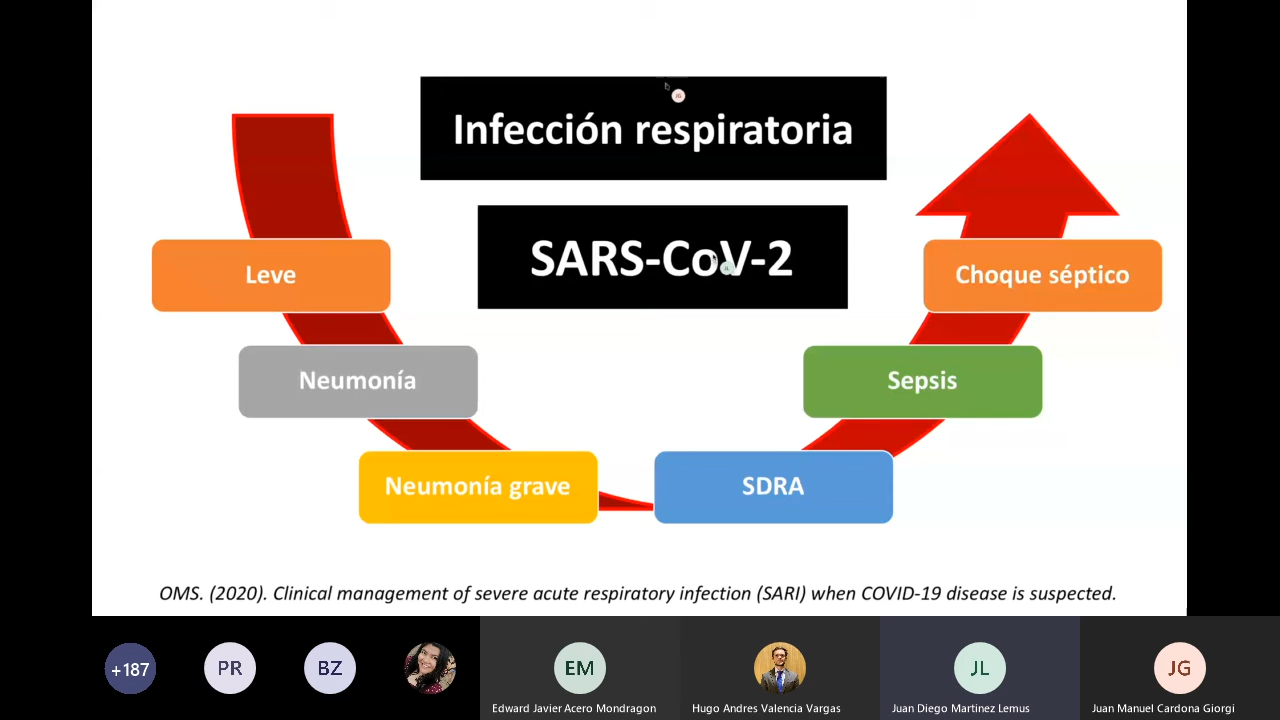 Infección respiratoria
SARS-CoV-2
Leve
Choque séptico
Neumonía
Sepsis
Neumonía grave
SDRA
OMS. (2020). Clinical management of severe acute respiratory infection (SARI) when COVID-19 disease is suspected.
+187
PR
BZ
EM
JL
JG
Edward Javier Acero Mondragon
Hugo Andres Valencia Vargas
Juan Diego Martinez Lemus
Juan Manuel Cardona Giorgi
JG
JL